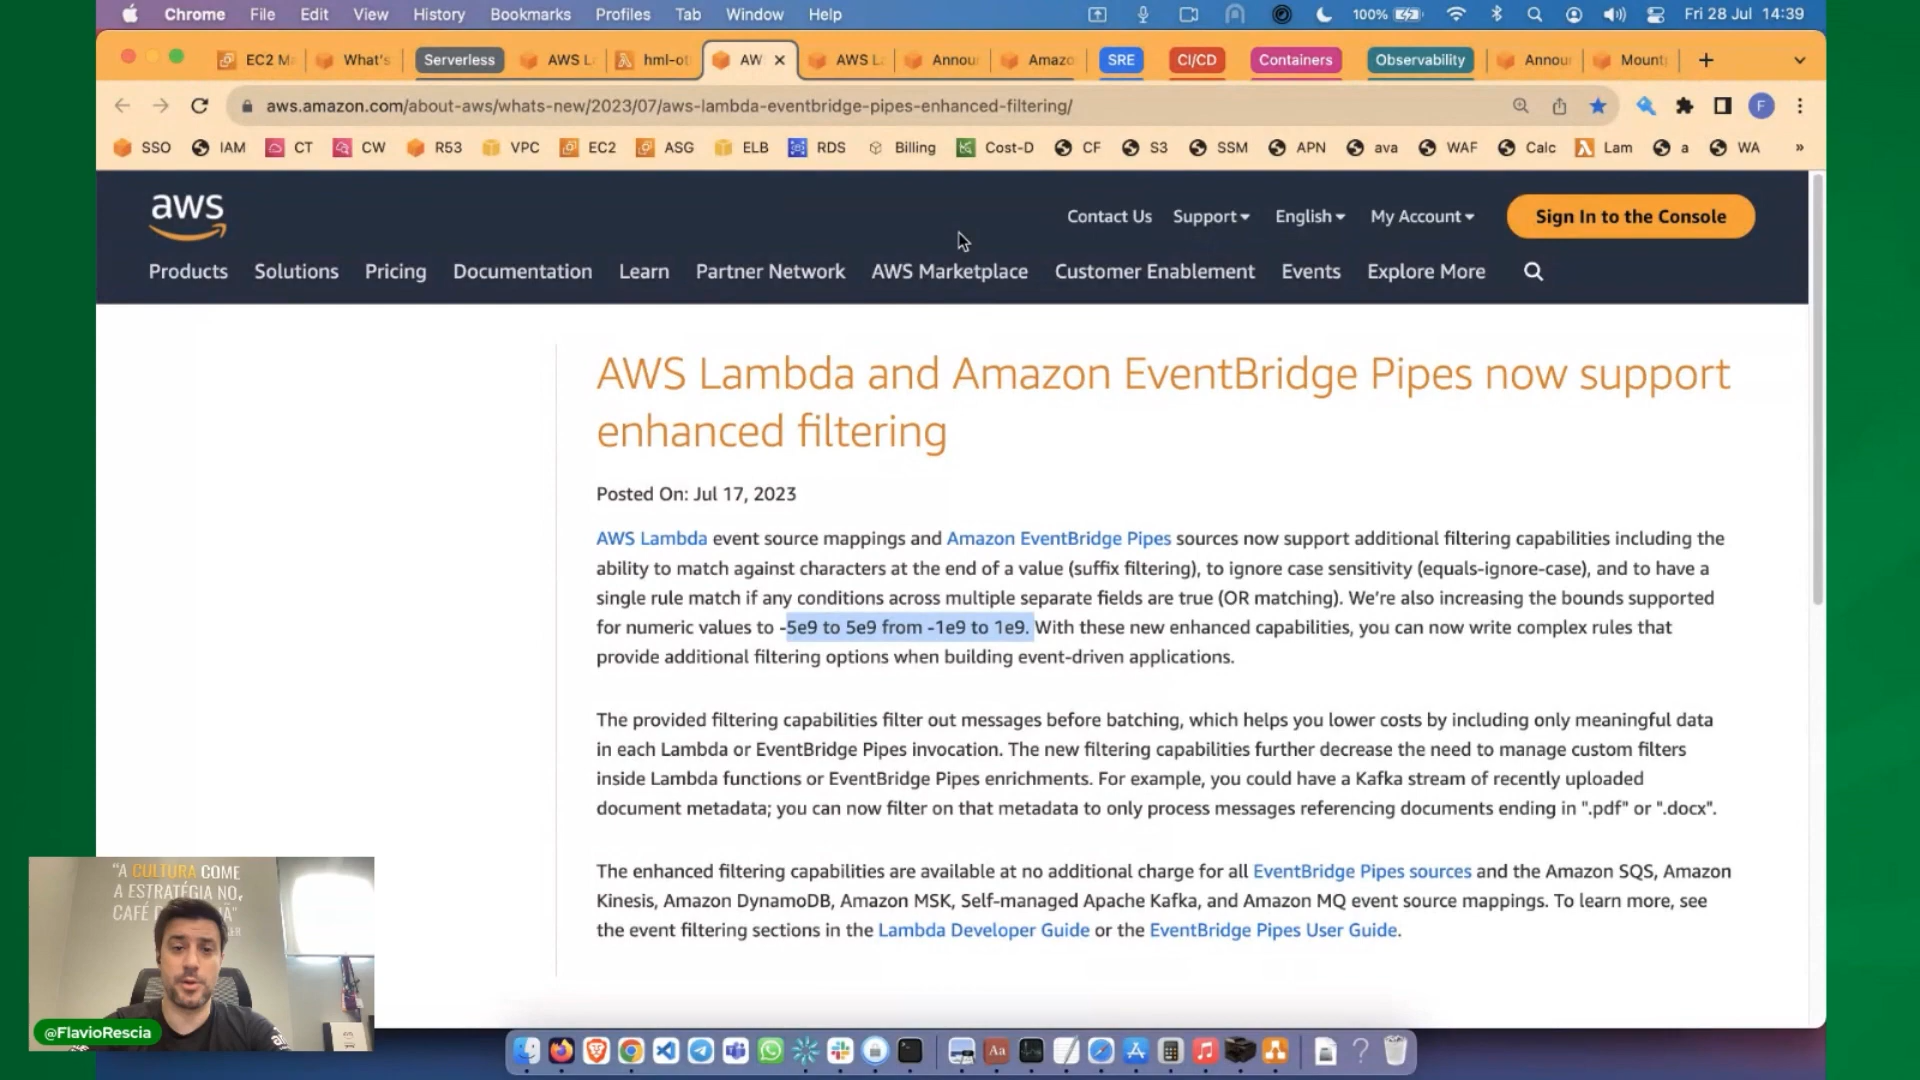 Chrome File Edit View History Bookmarks Profiles Tab Window Help 100% Fri 28 Jul 14:39
EC2 M What's Serverless AWS L hml-ot AW AWS L Annou Amazo SRE CI/CD Containers Observability Annou Mount
aws.amazon.com/about-aws/whats-new/2023/07/aws-lambda-eventbridge-pipes-enhanced-filtering/ F
SSO IAM CT CW R53 VPC EC2 ASG ELB RDS Billing Cost-D CF S3 SSM APN ava WAF Calc Lam a WA »
aws
Contact Us Support English My Account Sign In to the Console
Products Solutions Pricing Documentation Learn Partner Network AWS Marketplace Customer Enablement Events Explore More
AWS Lambda and Amazon EventBridge Pipes now support
enhanced filtering
Posted On: Jul 17, 2023
AWS Lambda event source mappings and Amazon EventBridge Pipes sources now support additional filtering capabilities including the
ability to match against characters at the end of a value (suffix filtering), to ignore case sensitivity (equals-ignore-case), and to have a
single rule match if any conditions across multiple separate fields are true (OR matching). We're also increasing the bounds supported
for numeric values to -5e9 to 5e9 from -1e9 to 1e9. With these new enhanced capabilities, you can now write complex rules that
provide additional filtering options when building event-driven applications.
The provided filtering capabilities filter out messages before batching, which helps you lower costs by including only meaningful data
in each Lambda or EventBridge Pipes invocation. The new filtering capabilities further decrease the need to manage custom filters
inside Lambda functions or EventBridge Pipes enrichments. For example, you could have a Kafka stream of recently uploaded
document metadata; you can now filter on that metadata to only process messages referencing documents ending in ".pdf" or ".docx".
The enhanced filtering capabilities are available at no additional charge for all EventBridge Pipes sources and the Amazon SQS, Amazon
Kinesis, Amazon DynamoDB, Amazon MSK, Self-managed Apache Kafka, and Amazon MQ event source mappings. To learn more, see
the event filtering sections in the Lambda Developer Guide or the EventBridge Pipes User Guide.
"A CULTURA COME
A ESTRATÉGIA NO,
CAFÉ
@FlavioRescia
Aa